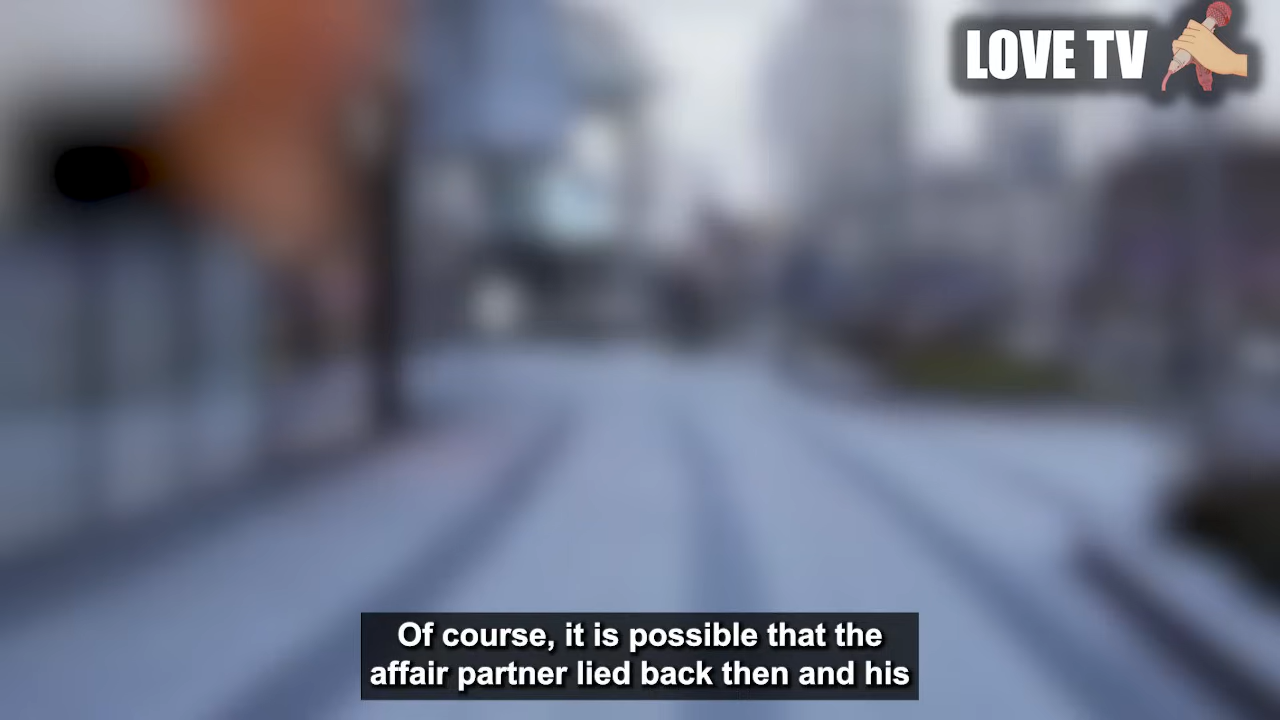 LOVE TV
Of course, it is possible that the
affair partner lied back then and his